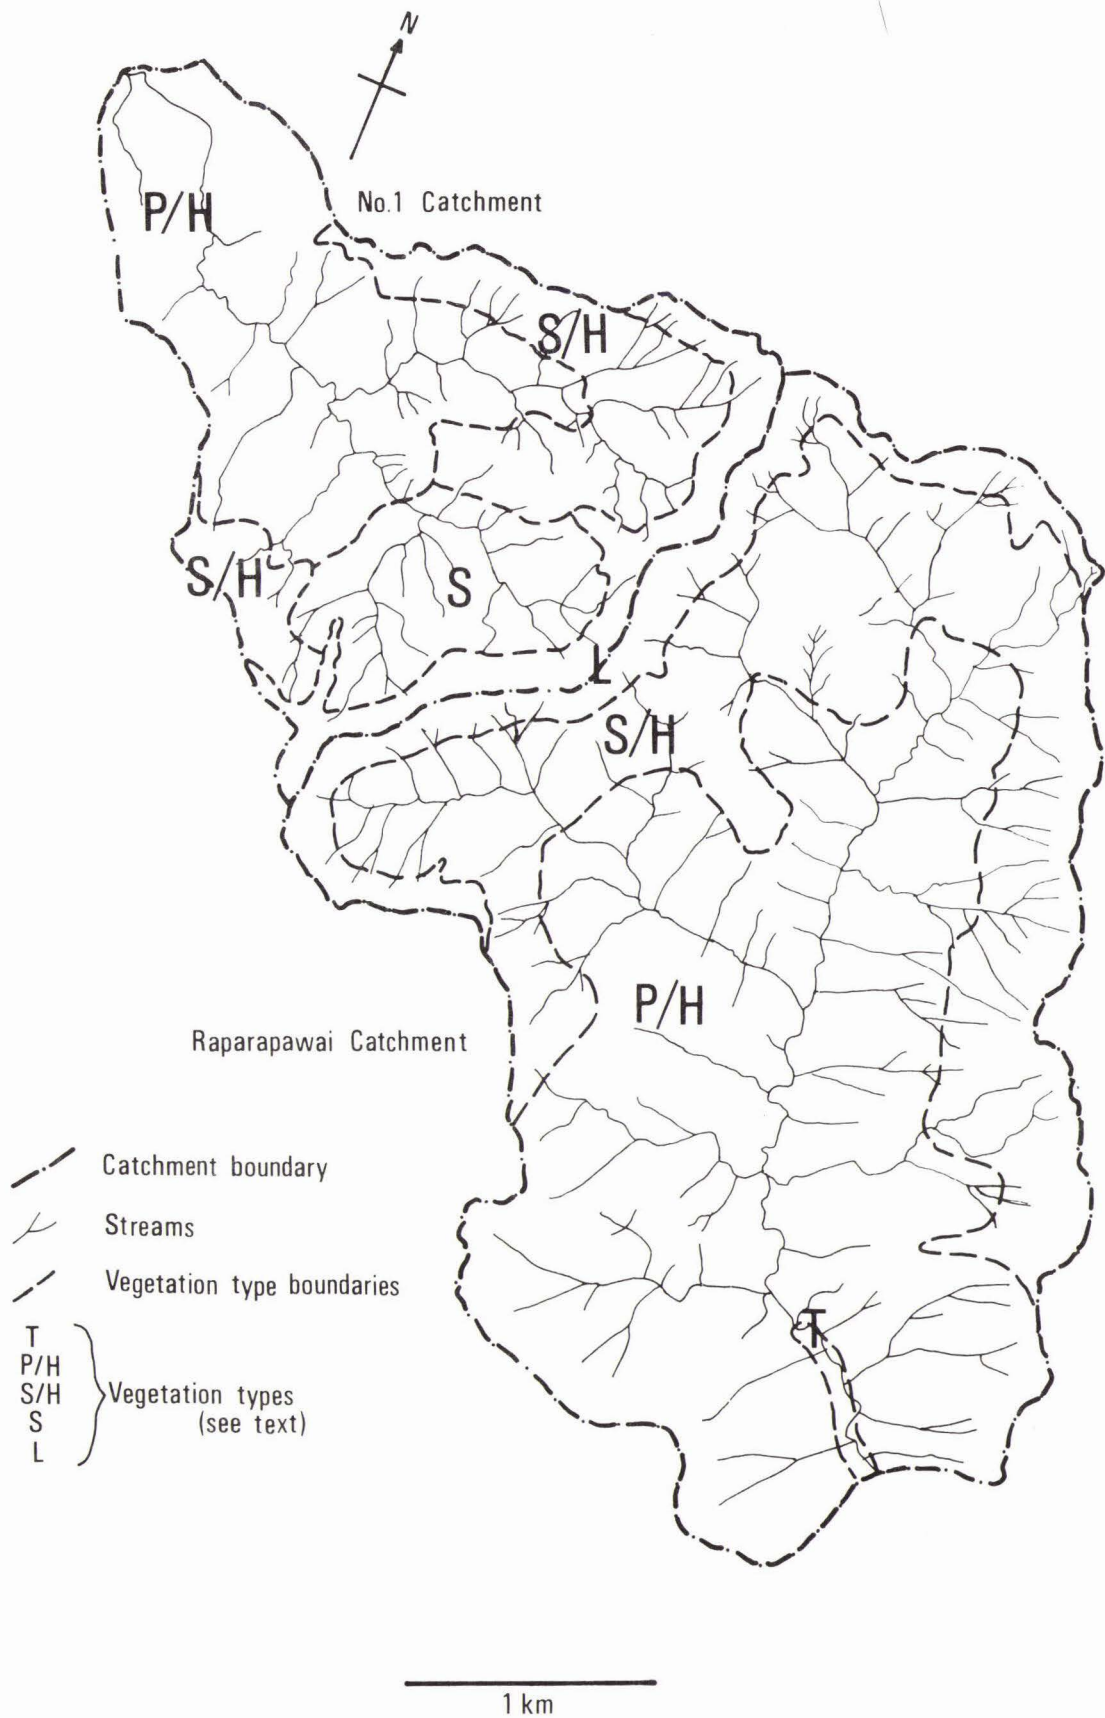 N
No.1 Catchment
P/H
S/H
S/H
S
L
S/H
P/H
Raparapawai Catchment
T
Catchment boundary
Streams
Vegetation type boundaries
T
P/H
S/H
S
L
Vegetation types
(see text)
1 km